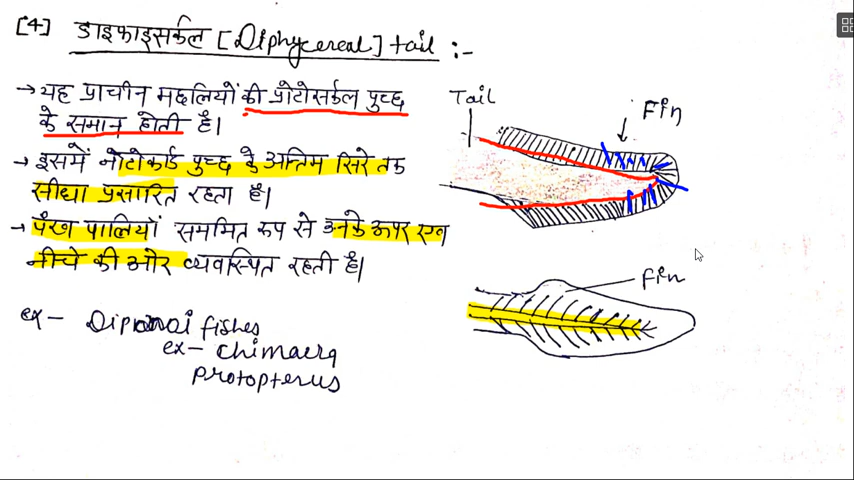 [4] डाइफाइसर्कल [Diphycereal] tail :-
→ यह प्राचीन मछलियों की प्रोटोसर्कल पुच्छ
के समान होती है।
→ इसमें नोटोकार्ड पुच्छ के अन्तिम सिरे तक
सीधा प्रसारित रहता है।
→ पंख पालियाँ सममित रुप से उनके ऊपर एवं
नीचे की ओर व्यवस्थित रहती है।
ex - Dipnoi fishes
ex - Chimaera
Protopterus
Tail
Fin
Fin